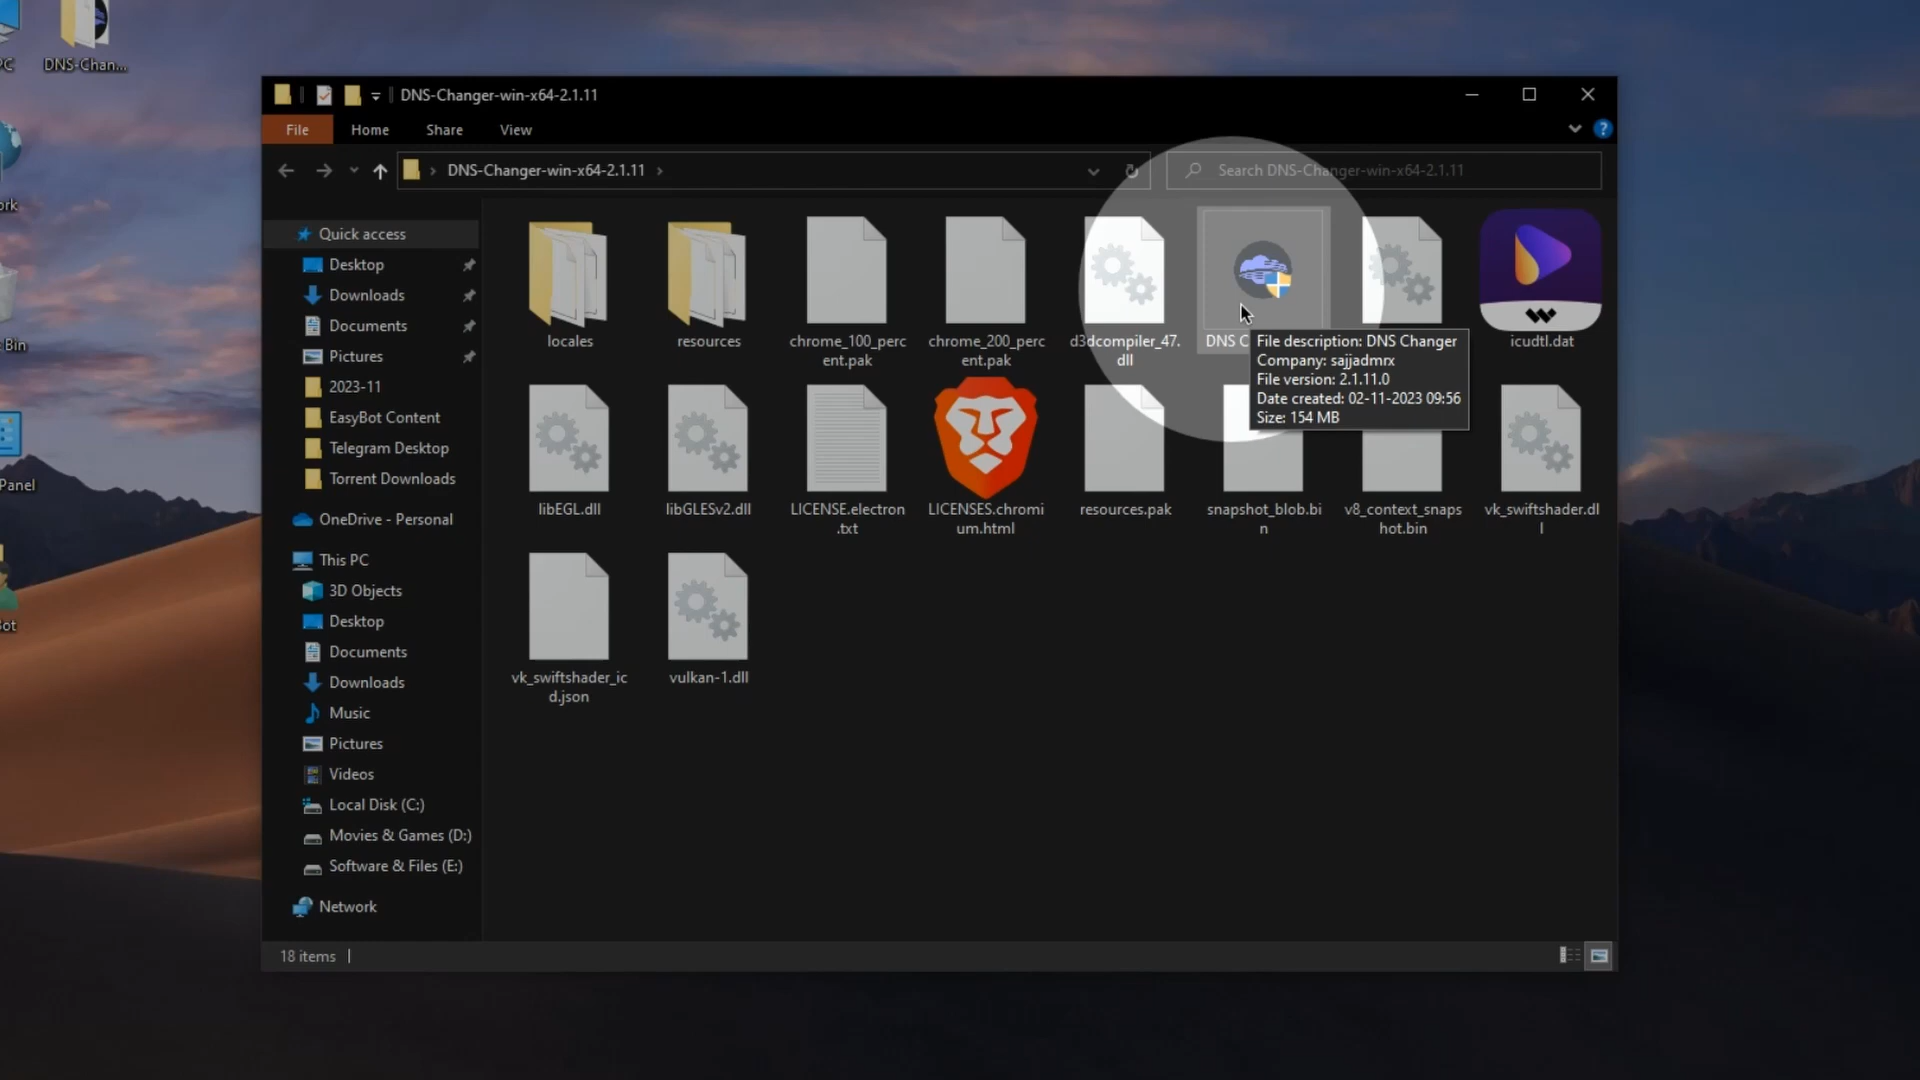 PC
DNS-Chan...
ork
Bin
Panel
Bot
DNS-Changer-win-x64-2.1.11
File
Home
Share
View
DNS-Changer-win-x64-2.1.11
Search DNS-Changer-win-x64-2.1.11
Quick access
Desktop
Downloads
Documents
Pictures
2023-11
EasyBot Content
Telegram Desktop
Torrent Downloads
OneDrive - Personal
This PC
3D Objects
Desktop
Documents
Downloads
Music
Pictures
Videos
Local Disk (C:)
Movies & Games (D:)
Software & Files (E:)
Network
locales
resources
chrome_100_perc
ent.pak
chrome_200_perc
ent.pak
d3dcompiler_47.
dll
DNS C
File description: DNS Changer
Company: sajjadmrx
File version: 2.1.11.0
Date created: 02-11-2023 09:56
Size: 154 MB
icudtl.dat
libEGL.dll
libGLESv2.dll
LICENSE.electron
.txt
LICENSES.chromi
um.html
resources.pak
snapshot_blob.bi
n
v8_context_snaps
hot.bin
vk_swiftshader.dl
l
vk_swiftshader_ic
d.json
vulkan-1.dll
18 items